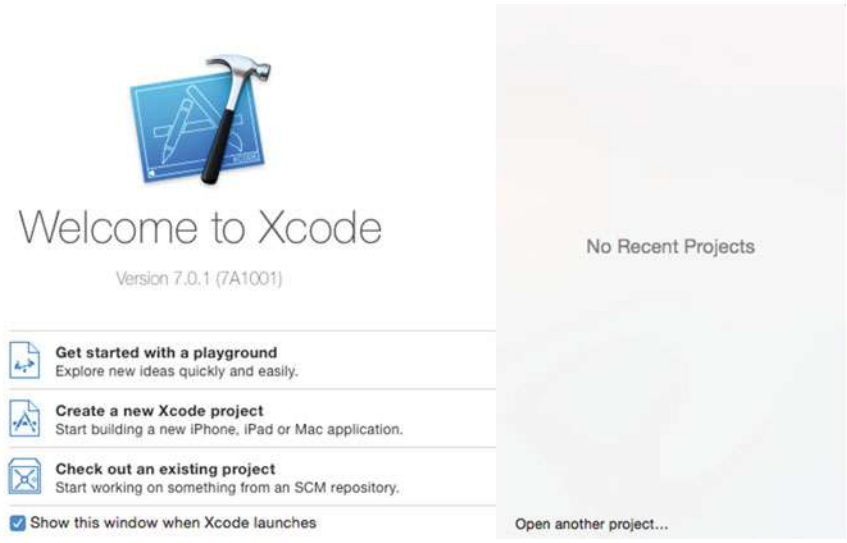 XCODE
Welcome to Xcode
Version 7.0.1 (7A1001)
Get started with a playground
Explore new ideas quickly and easily.
Create a new Xcode project
Start building a new iPhone, iPad or Mac application.
Check out an existing project
Start working on something from an SCM repository.
Show this window when Xcode launches
No Recent Projects
Open another project...